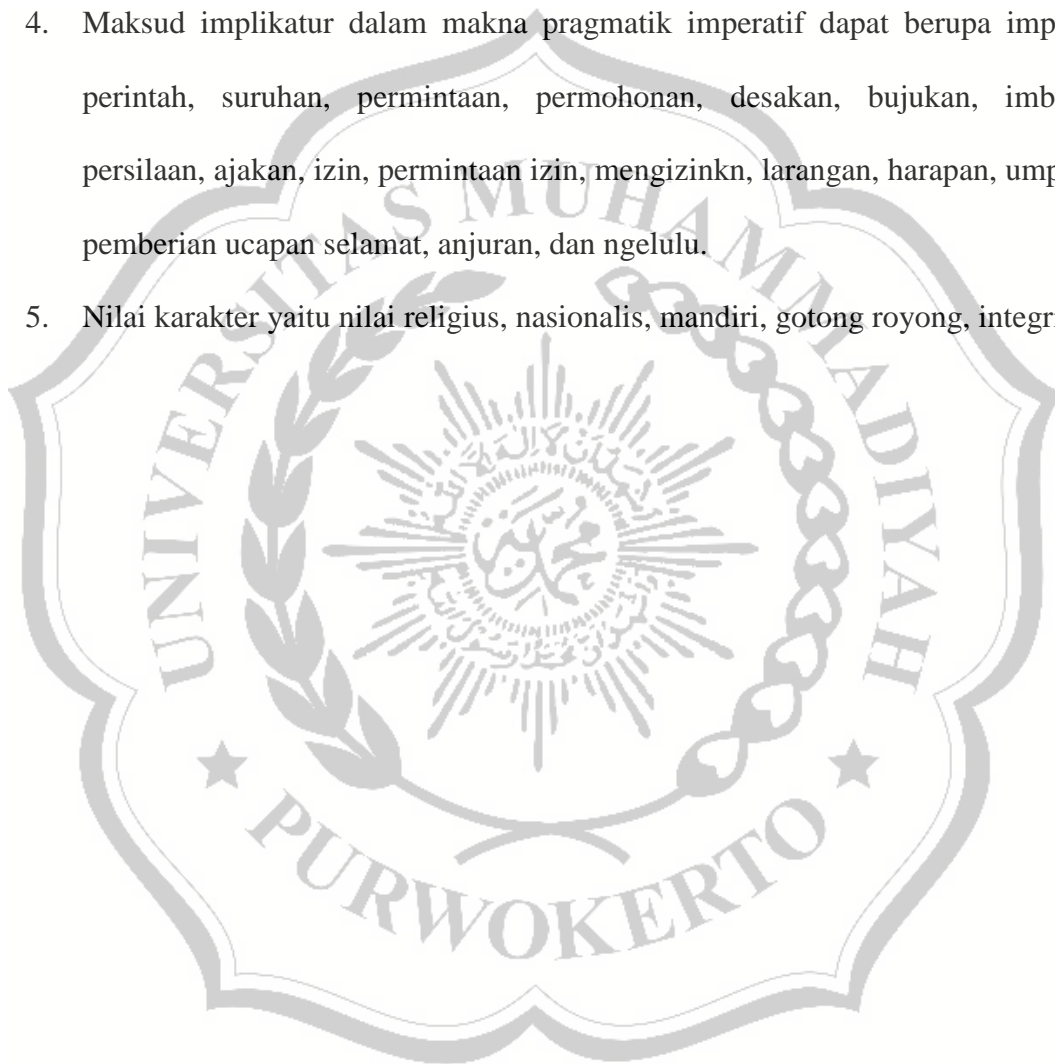 4. Maksud implikatur dalam makna pragmatik imperatif dapat berupa imp
perintah, suruhan, permintaan, permohonan, desakan, bujukan, imb
persilaan, ajakan, izin, permintaan izin, mengizinkn, larangan, harapan, ump
pemberian ucapan selamat, anjuran, dan ngelulu.
5. Nilai karakter yaitu nilai religius, nasionalis, mandiri, gotong royong, integri
UNIVERSITAS MUHAMMADIYAH
محمدية
PURWOKERTO